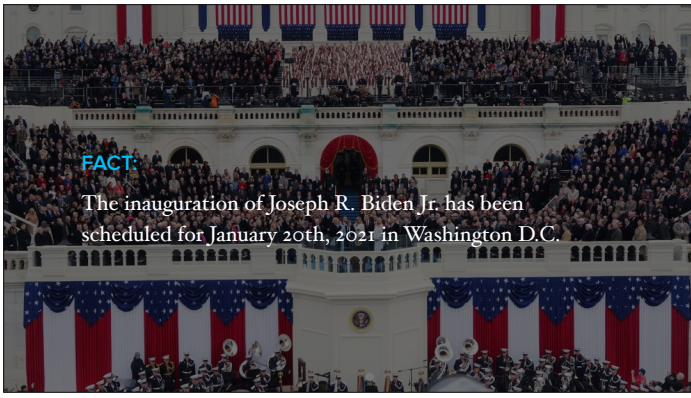 FACT:
The inauguration of Joseph R. Biden Jr. has been
scheduled for January 20th, 2021 in Washington D.C.